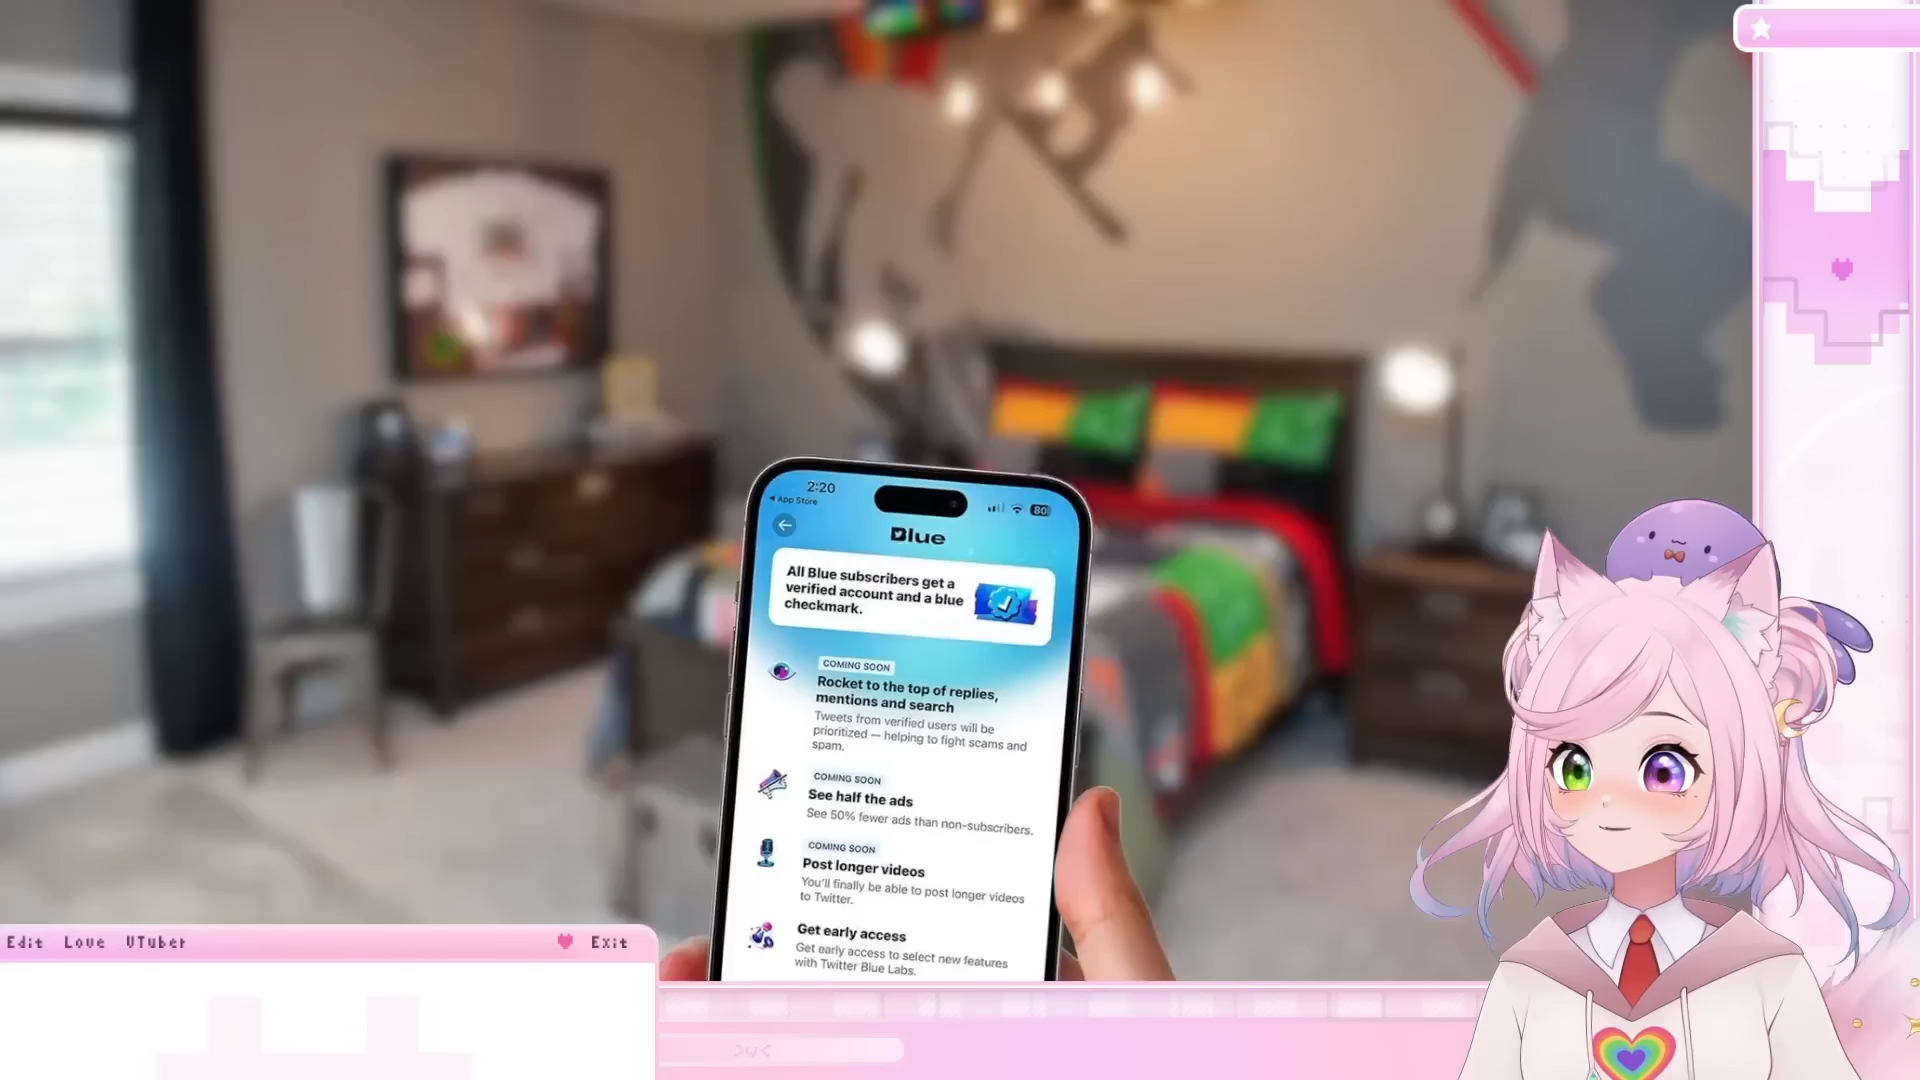 2:20
App Store
80
Blue
All Blue subscribers get a
verified account and a blue
checkmark.
COMING SOON
Rocket to the top of replies,
mentions and search
Tweets from verified users will be
prioritized — helping to fight scams and
spam.
COMING SOON
See half the ads
See 50% fewer ads than non-subscribers.
COMING SOON
Post longer videos
You'll finally be able to post longer videos
to Twitter.
Get early access
Get early access to select new features
with Twitter Blue Labs.
Edit Love VTuber Exit
>w<